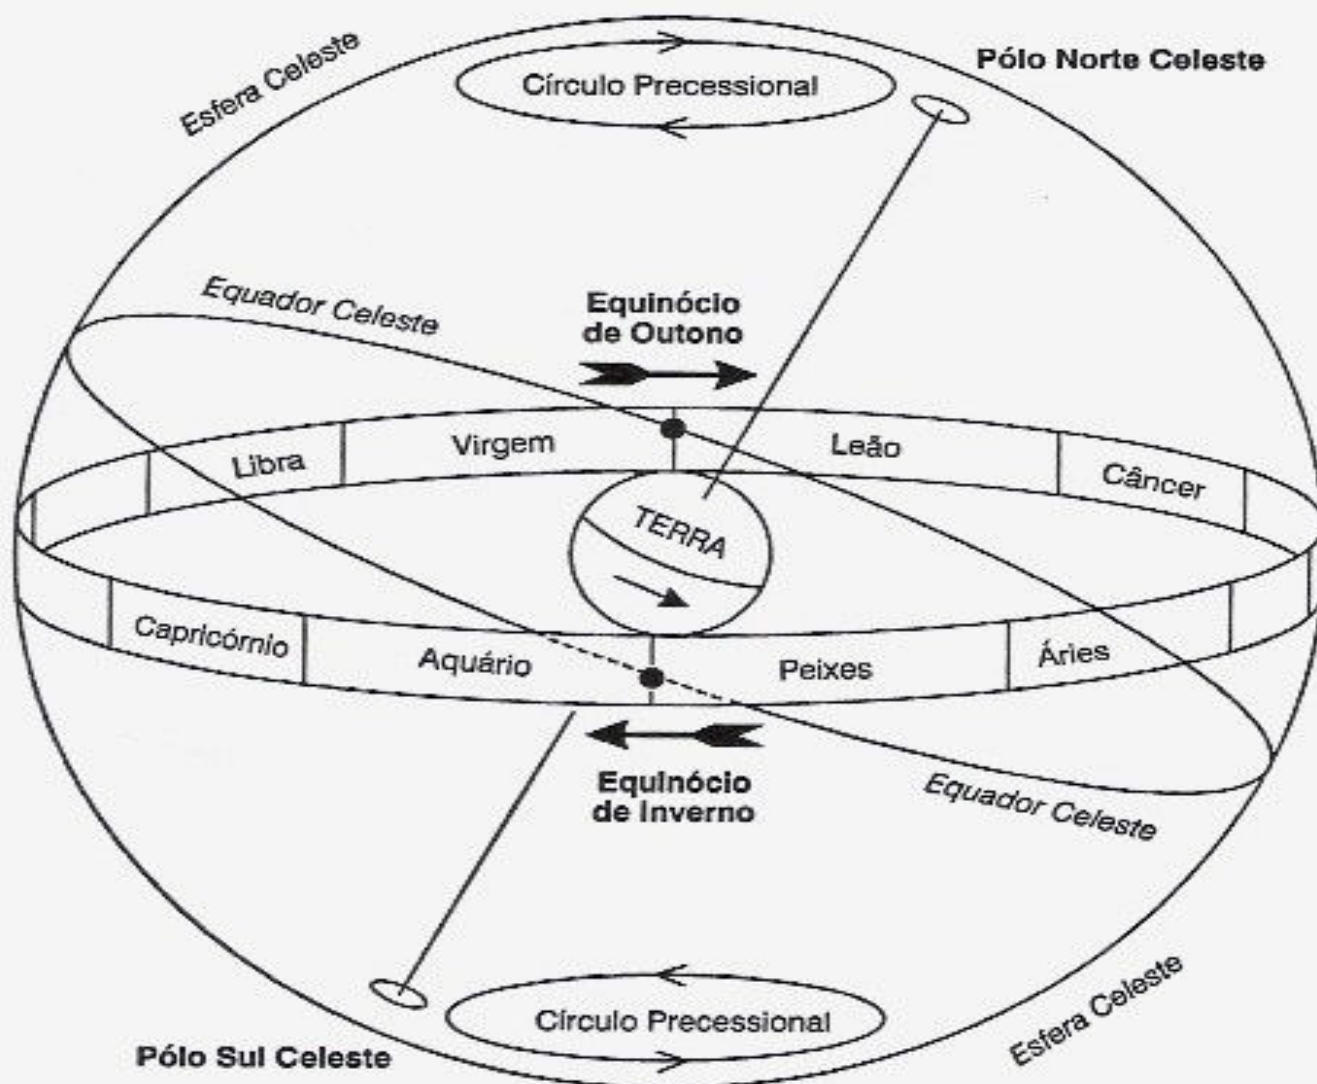 Esfera Celeste
Círculo Precessional
Pólo Norte Celeste
Equador Celeste
Equinócio
de Outono
Libra
Virgem
Leão
Câncer
TERRA
Capricórnio
Aquário
Peixes
Áries
Equinócio
de Inverno
Equador Celeste
Pólo Sul Celeste
Círculo Precessional
Esfera Celeste